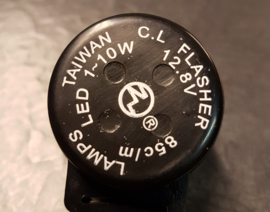 C.L FLASHER
12.8V
85c/m
LAMPS LED 1~10W
TAIWAN
®